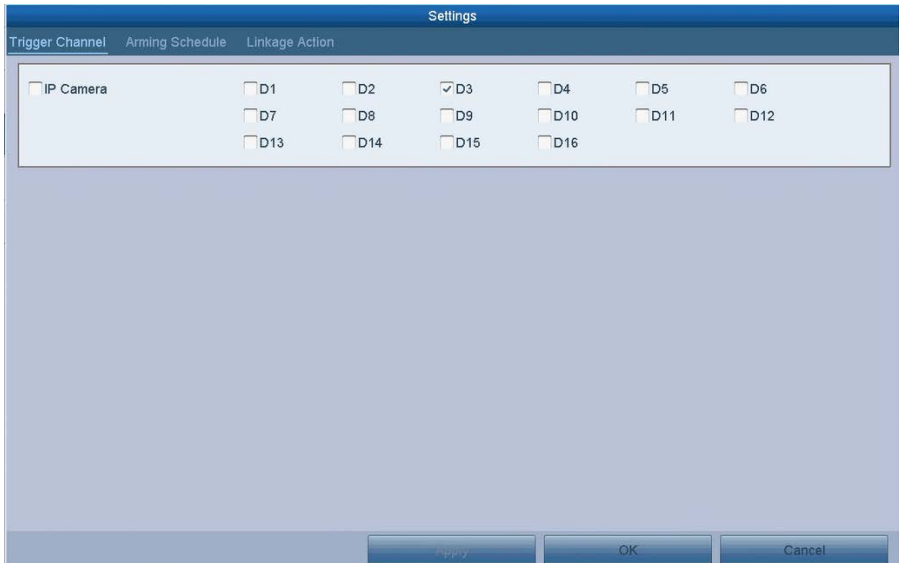 Settings
Trigger Channel Arming Schedule Linkage Action
IP Camera D1 D2 D3 D4 D5 D6
D7 D8 D9 D10 D11 D12
D13 D14 D15 D16
Apply OK Cancel